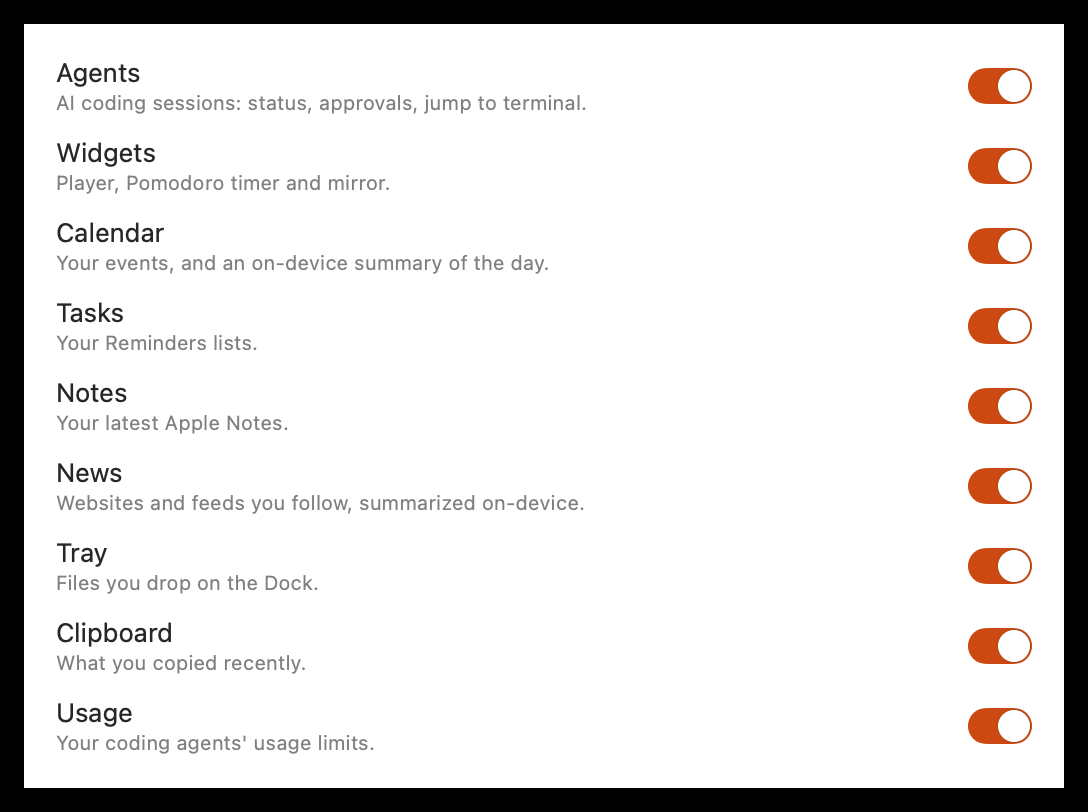 Agents
AI coding sessions: status, approvals, jump to terminal.
Widgets
Player, Pomodoro timer and mirror.
Calendar
Your events, and an on-device summary of the day.
Tasks
Your Reminders lists.
Notes
Your latest Apple Notes.
News
Websites and feeds you follow, summarized on-device.
Tray
Files you drop on the Dock.
Clipboard
What you copied recently.
Usage
Your coding agents' usage limits.